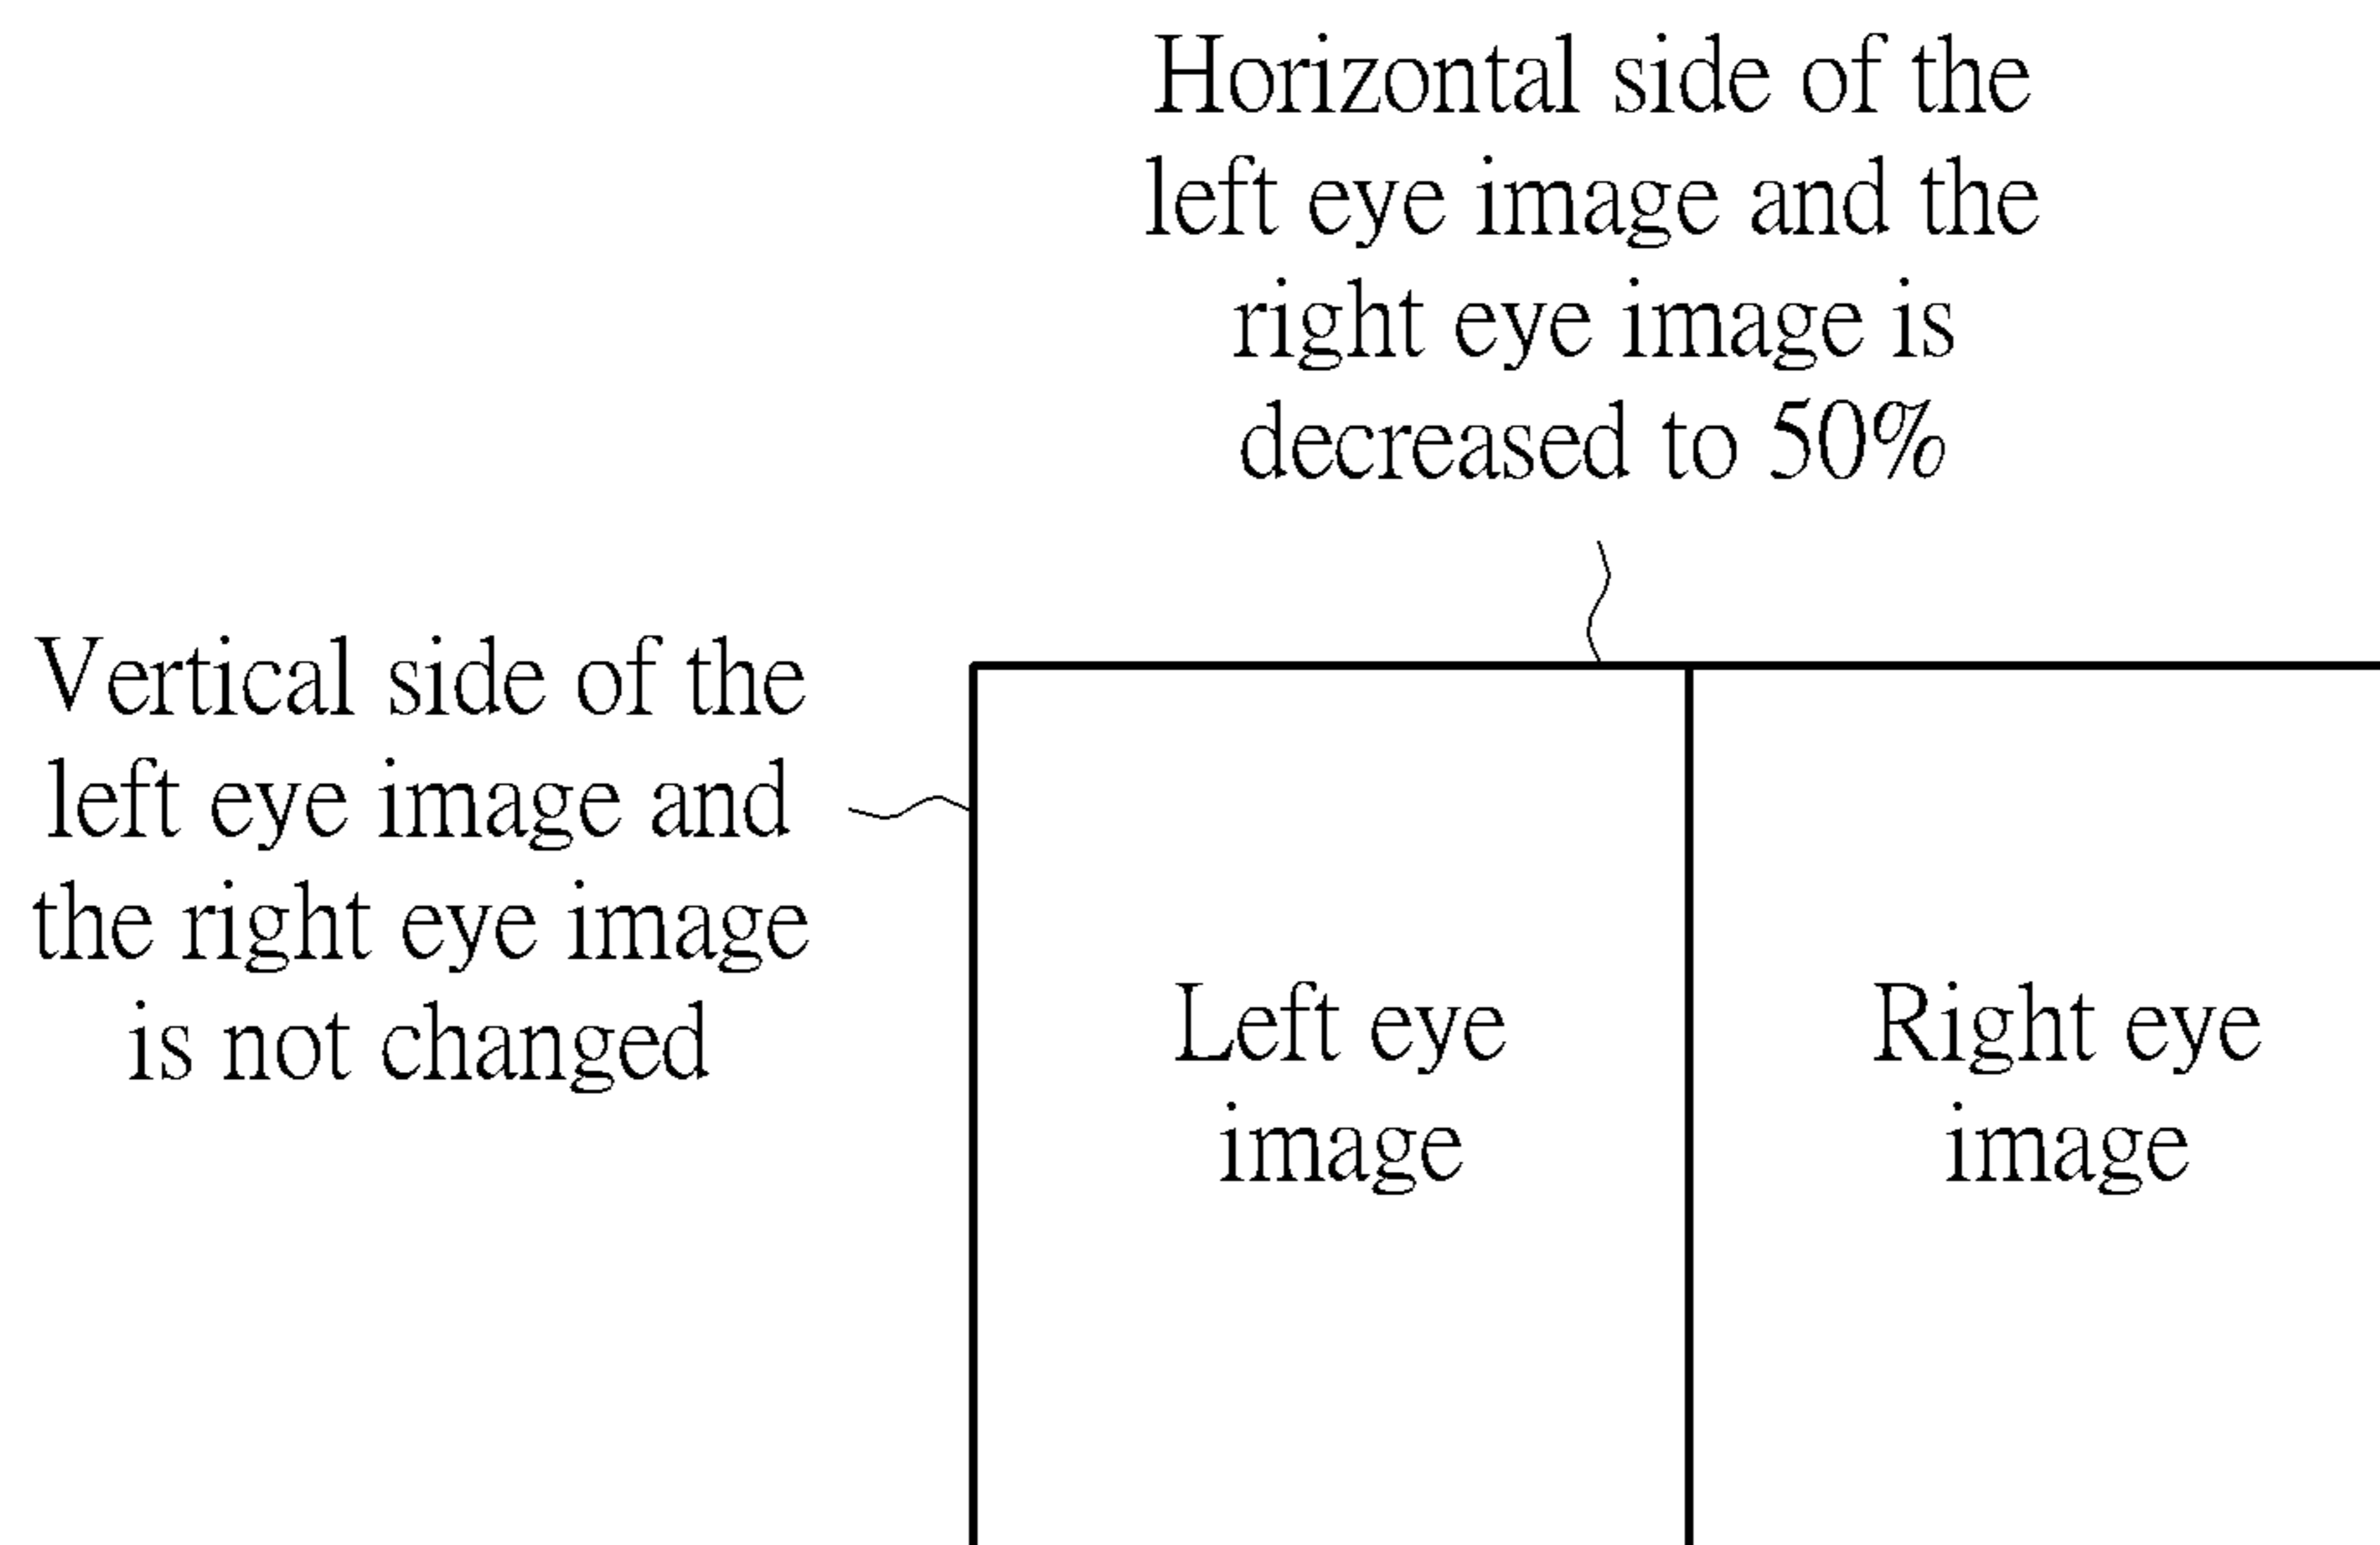 Horizontal side of the
left eye image and the
right eye image is
decreased to 50%
Vertical side of the
left eye image and
the right eye image
is not changed
Left eye
image
Right eye
image